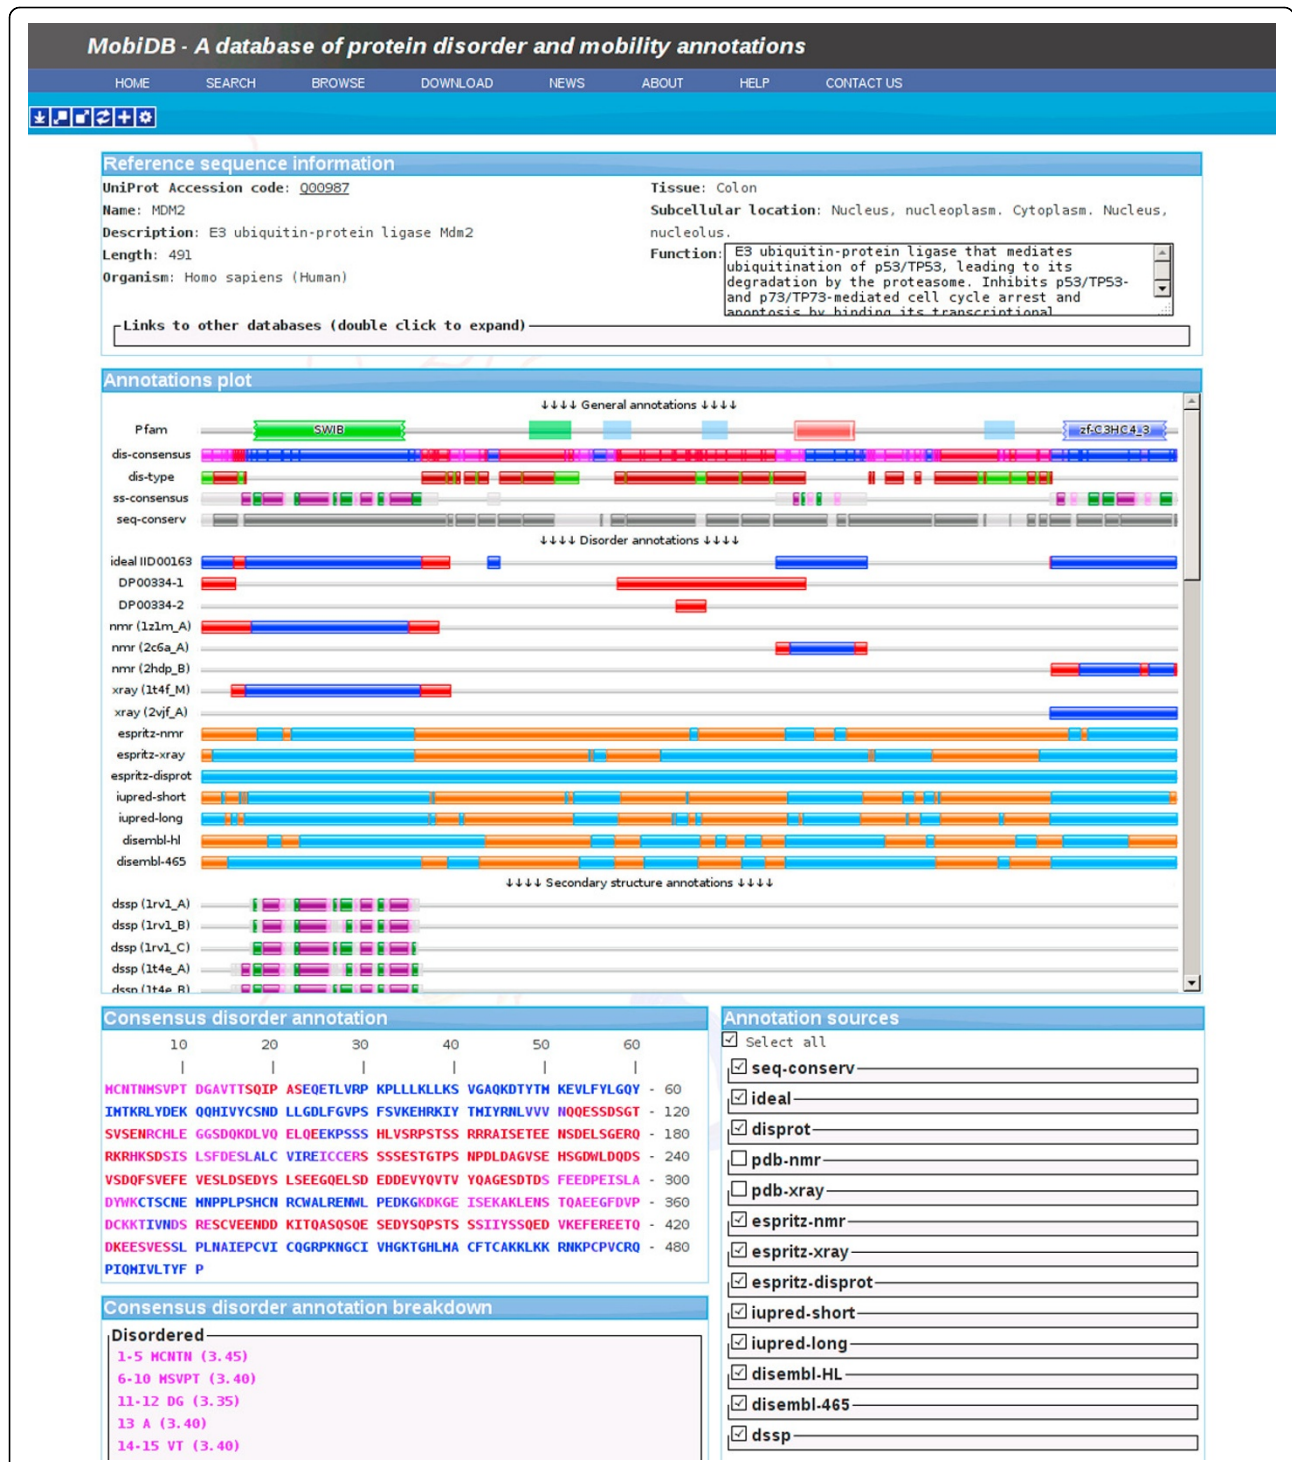 MobiDB - A database of protein disorder and mobility annotations
HOME SEARCH BROWSE DOWNLOAD NEWS ABOUT HELP CONTACT US
Reference sequence information
UniProt Accession code: Q00987
Name: MDM2
Description: E3 ubiquitin-protein ligase Mdm2
Length: 491
Organism: Homo sapiens (Human)
Tissue: Colon
Subcellular location: Nucleus, nucleoplasm. Cytoplasm. Nucleus,
nucleolus.
Function: E3 ubiquitin-protein ligase that mediates
ubiquitination of p53/TP53, leading to its
degradation by the proteasome. Inhibits p53/TP53-
and p73/TP73-mediated cell cycle arrest and
apoptosis by binding its transcriptional
Links to other databases (double click to expand)
Annotations plot
↓↓↓↓ General annotations ↓↓↓↓
Pfam SWIB zf-C3HC4_3
dis-consensus
dis-type
ss-consensus
seq-conserv
↓↓↓↓ Disorder annotations ↓↓↓↓
ideal IID00163
DP00334-1
DP00334-2
nmr (1z1m_A)
nmr (2c6a_A)
nmr (2hdp_B)
xray (1t4f_M)
xray (2vjf_A)
espritz-nmr
espritz-xray
espritz-disprot
iupred-short
iupred-long
disembl-hl
disembl-465
↓↓↓↓ Secondary structure annotations ↓↓↓↓
dssp (1rv1_A)
dssp (1rv1_B)
dssp (1rv1_C)
dssp (1t4e_A)
dssp (1t4e_B)
Consensus disorder annotation
10 20 30 40 50 60
| | | | | |
MCNTNMSVPT DGAVTTSQIP ASEQETLVRP KPLLLKLLKS VGAQKDTYTM KEVLFYLGQY - 60
IMTKRLYDEK QQHIVYCSND LLGDLFGVPS FSVKEHRKIY TMIYRNLVVV NQQESSDSGT - 120
SVSENRCHLE GGSDQKDLVQ ELQEEKPSSS HLVSRPSTSS RRRAISETEE NSDELSGERQ - 180
RKRHKSDSIS LSFDESLALC VIREICCERS SSSESTGTPS NPDLDAGVSE HSGDWLDQDS - 240
VSDQFSVEFE VESLDSEDYS LSEEGQELSD EDDEVYQVTV YQAGESDTDS FEEDPEISLA - 300
DYWKCTSCNE MNPPLPSHCN RCWALRENWL PEDKGKDKGE ISEKAKLENS TQAEEGFDVP - 360
DCKKTIVNDS RESCVEENDD KITQASQSQE SEDYSQPSTS SSIIYSSQED VKEFEREETQ - 420
DKEESVESSL PLNAIEPCVI CQGRPKNGCI VHGKTGHLMA CFTCAKKLKK RNKPCPVCRQ - 480
PIQMIVLTYF P
Consensus disorder annotation breakdown
Disordered
1-5 MCNTN (3.45)
6-10 MSVPT (3.40)
11-12 DG (3.35)
13 A (3.40)
14-15 VT (3.40)
Annotation sources
Select all
seq-conserv
ideal
disprot
pdb-nmr
pdb-xray
espritz-nmr
espritz-xray
espritz-disprot
iupred-short
iupred-long
disembl-HL
disembl-465
dssp